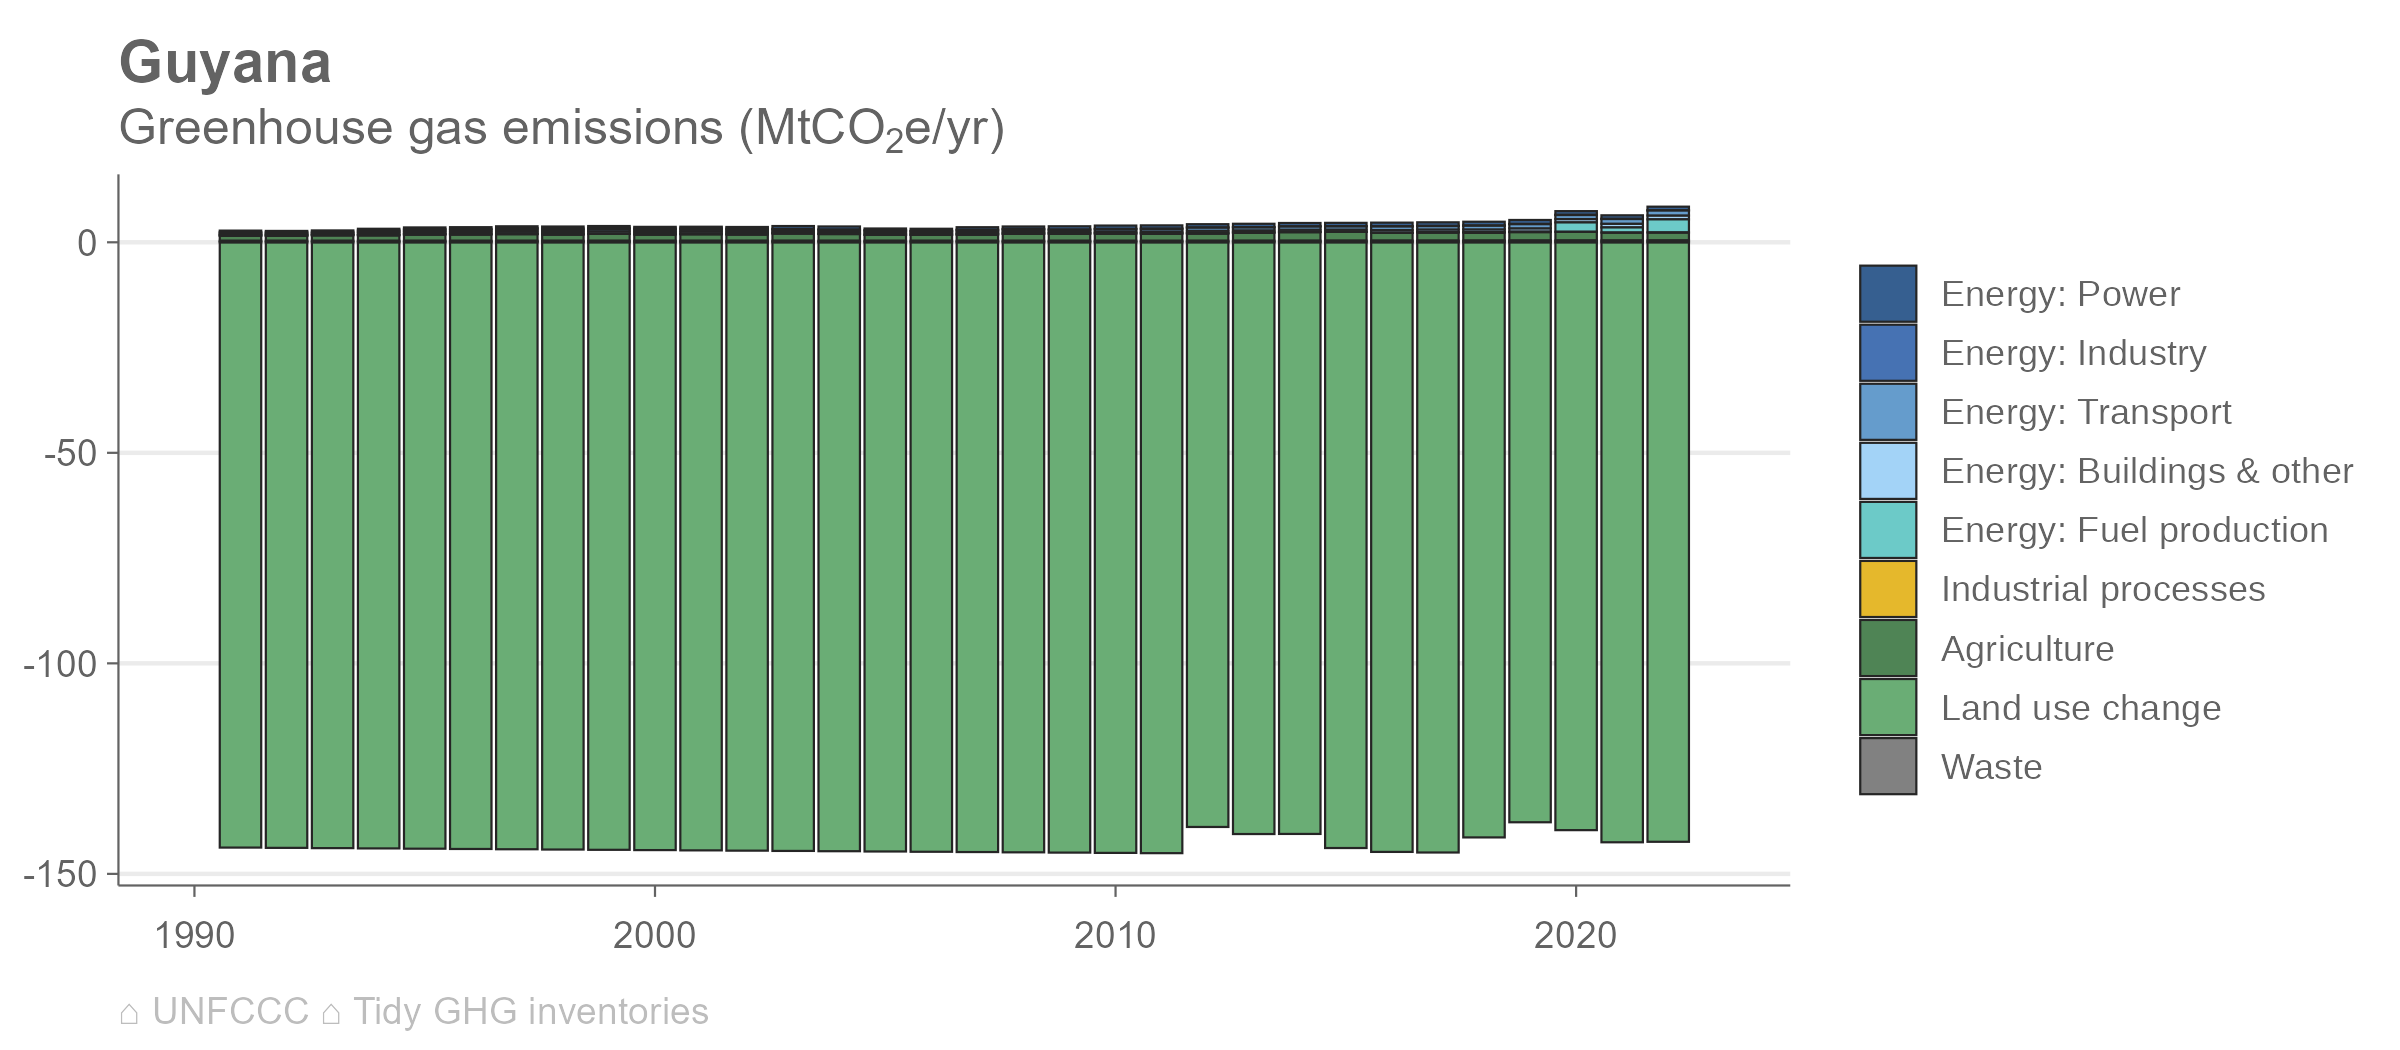 Guyana
Greenhouse gas emissions (MtCO₂e/yr)
0
-50
-100
-150
1990 2000 2010 2020
Energy: Power
Energy: Industry
Energy: Transport
Energy: Buildings & other
Energy: Fuel production
Industrial processes
Agriculture
Land use change
Waste
⌂ UNFCCC ⌂ Tidy GHG inventories